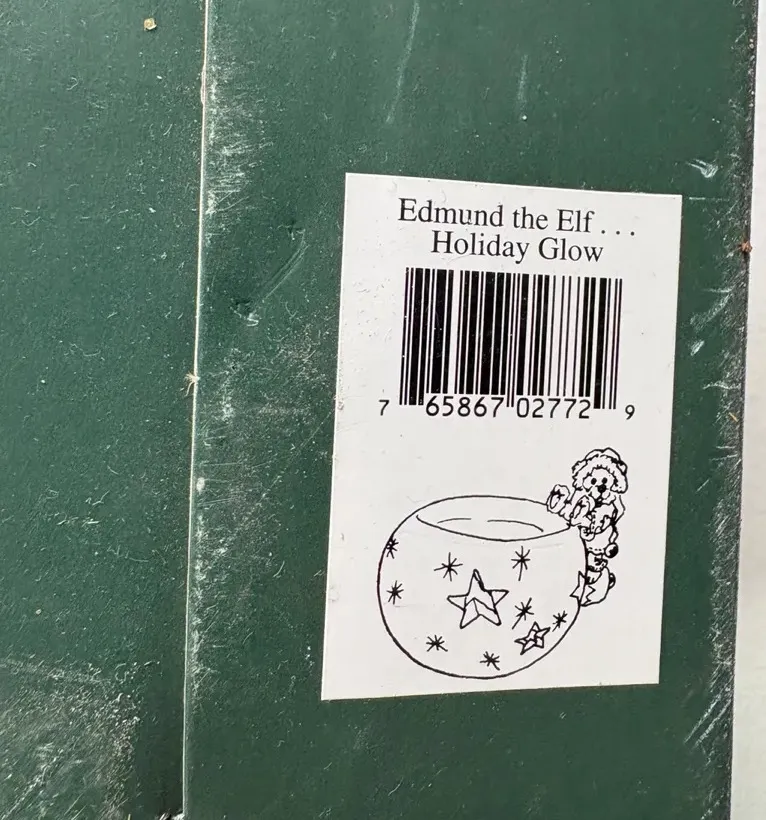 Edmund the Elf . . .
Holiday Glow
7 65867 02772 9